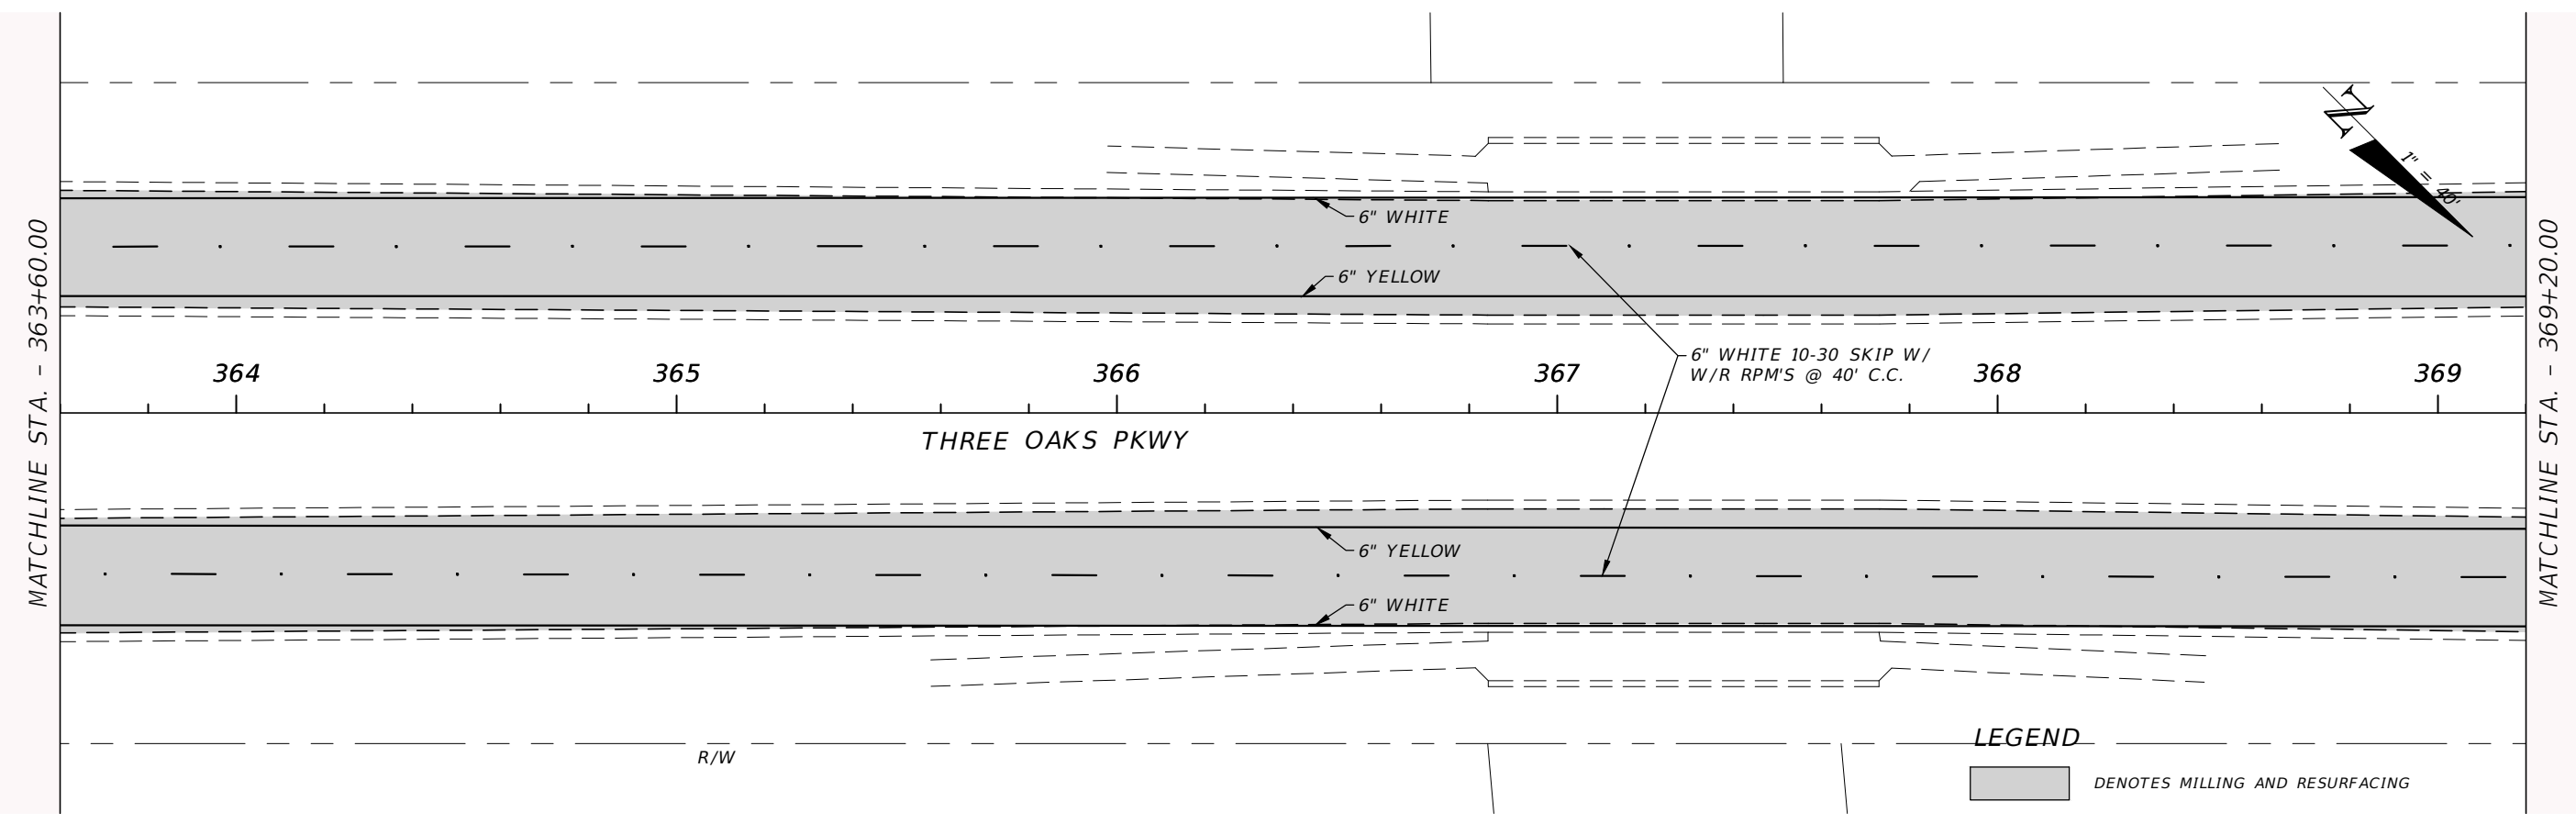 N
1" = 40'
MATCHLINE STA. - 363+60.00
6" WHITE
6" YELLOW
364
365
366
367
368
369
6" WHITE 10-30 SKIP W/
W/R RPM'S @ 40' C.C.
THREE OAKS PKWY
6" YELLOW
6" WHITE
R/W
LEGEND
DENOTES MILLING AND RESURFACING
MATCHLINE STA. - 369+20.00